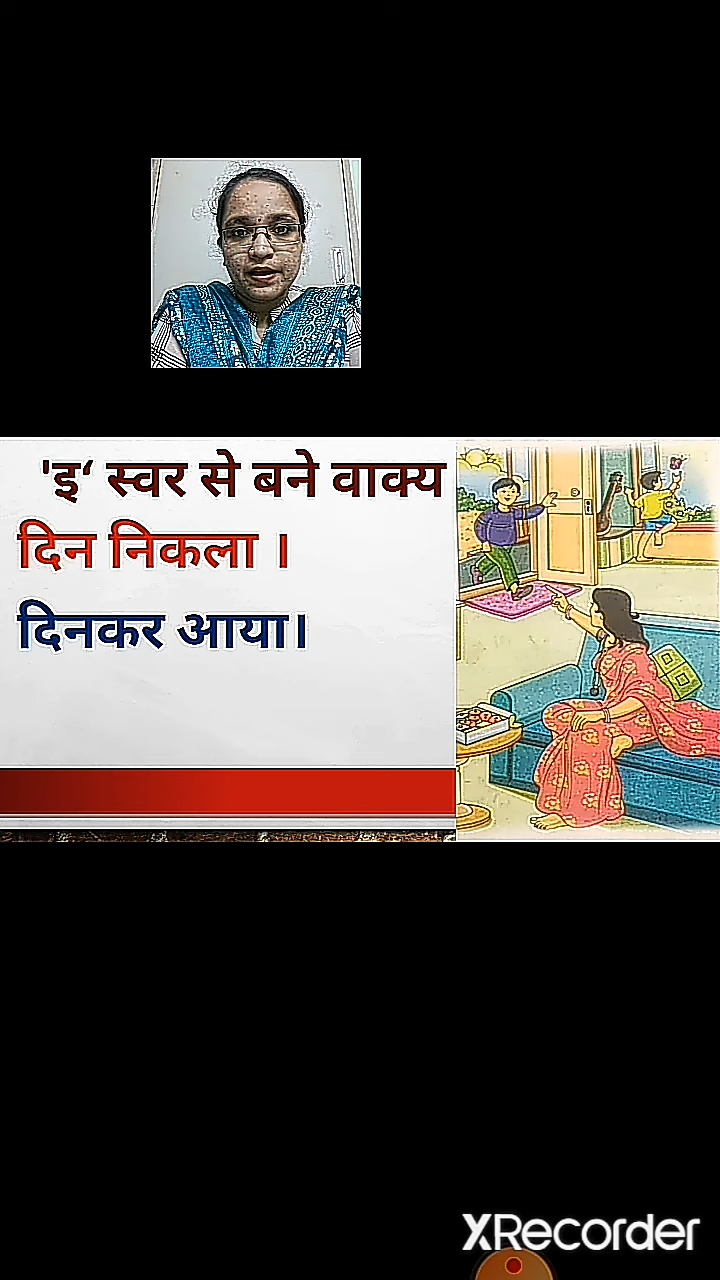 'इ‘ स्वर से बने वाक्य
दिन निकला ।
दिनकर आया।
XRecorder